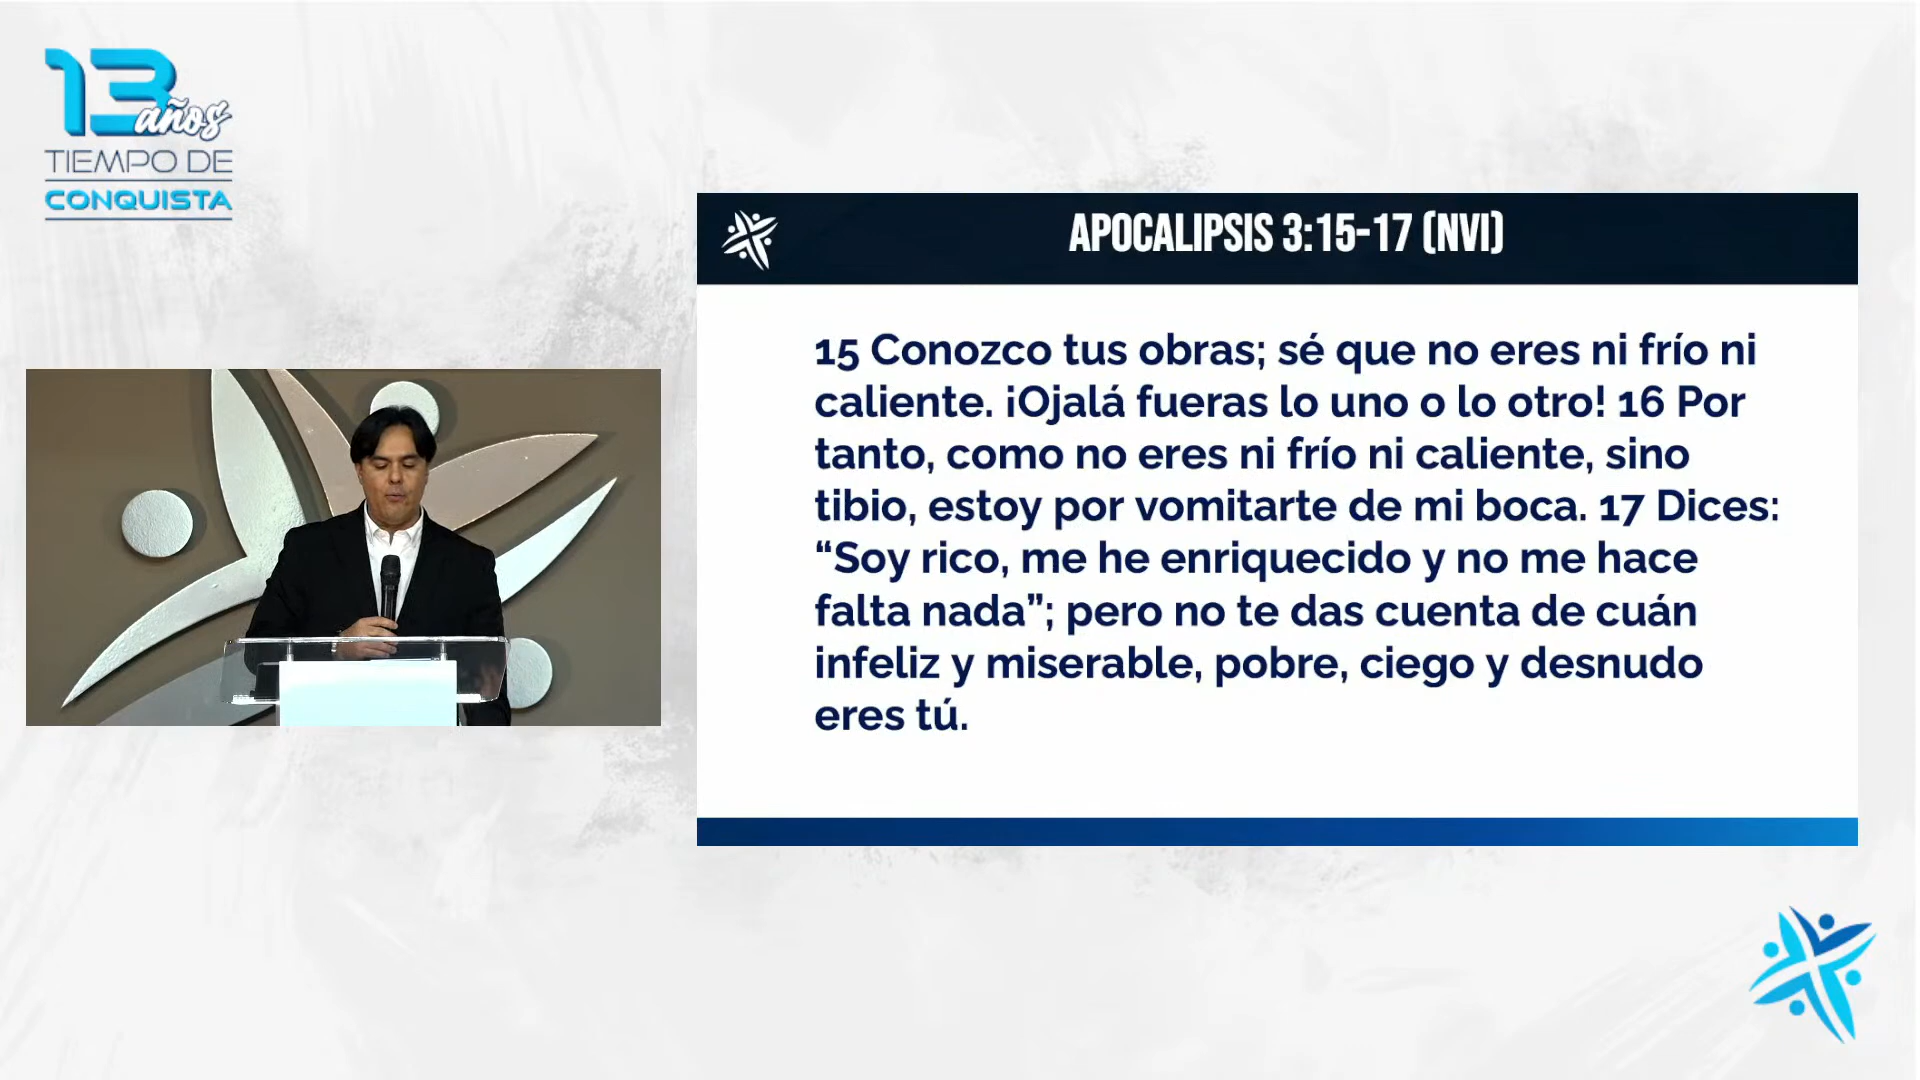 13
años
TIEMPO DE
CONQUISTA
APOCALIPSIS 3:15-17 (NVI)
15 Conozco tus obras; sé que no eres ni frío ni
caliente. ¡Ojalá fueras lo uno o lo otro! 16 Por
tanto, como no eres ni frío ni caliente, sino
tibio, estoy por vomitarte de mi boca. 17 Dices:
“Soy rico, me he enriquecido y no me hace
falta nada”; pero no te das cuenta de cuán
infeliz y miserable, pobre, ciego y desnudo
eres tú.